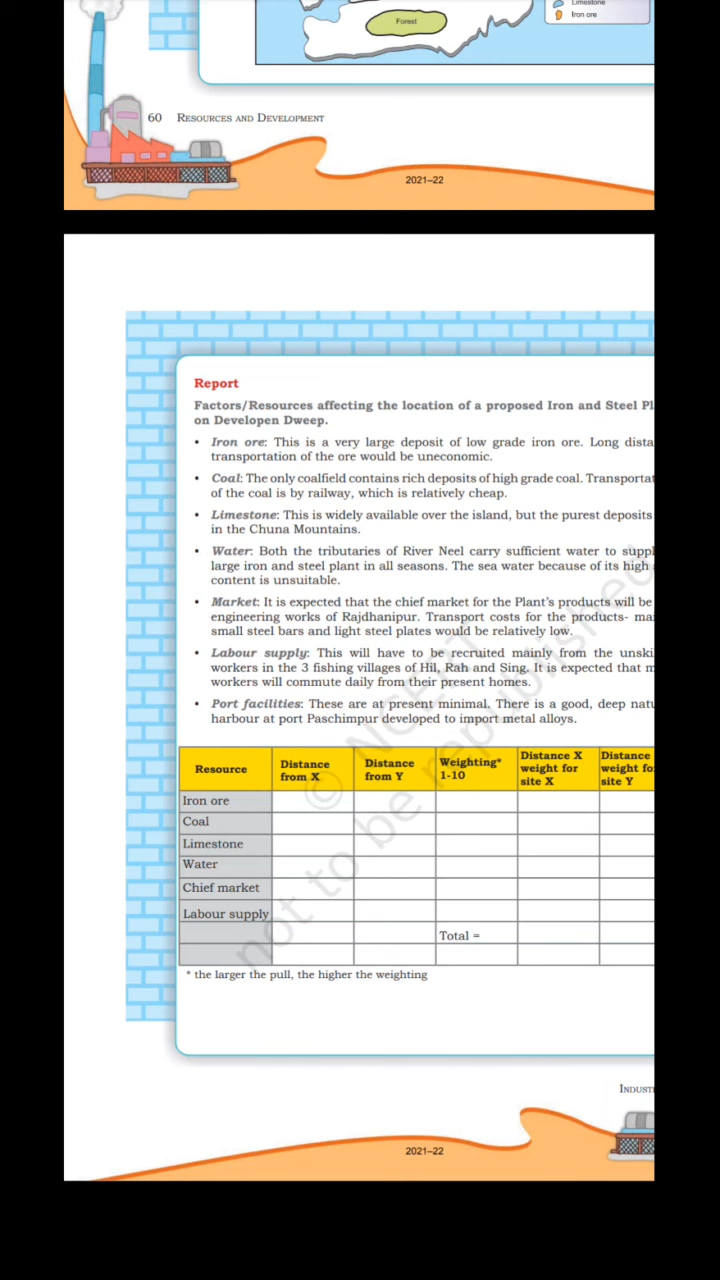 Limestone
Iron ore
Forest
60 RESOURCES AND DEVELOPMENT
2021–22
Report
Factors/Resources affecting the location of a proposed Iron and Steel Pl
on Developen Dweep.
• Iron ore: This is a very large deposit of low grade iron ore. Long dista
transportation of the ore would be uneconomic.
• Coal: The only coalfield contains rich deposits of high grade coal. Transportat
of the coal is by railway, which is relatively cheap.
• Limestone: This is widely available over the island, but the purest deposits
in the Chuna Mountains.
• Water: Both the tributaries of River Neel carry sufficient water to suppl
large iron and steel plant in all seasons. The sea water because of its high
content is unsuitable.
• Market: It is expected that the chief market for the Plant's products will be
engineering works of Rajdhanipur. Transport costs for the products- mai
small steel bars and light steel plates would be relatively low.
• Labour supply: This will have to be recruited mainly from the unski
workers in the 3 fishing villages of Hil, Rah and Sing. It is expected that m
workers will commute daily from their present homes.
• Port facilities: These are at present minimal. There is a good, deep natu
harbour at port Paschimpur developed to import metal alloys.
Resource Distance from X Distance from Y Weighting* 1-10 Distance X weight for site X Distance weight fo site Y
Iron ore
Coal
Limestone
Water
Chief market
Labour supply
Total =
* the larger the pull, the higher the weighting
© NCERT
not to be republished
INDUST
2021–22